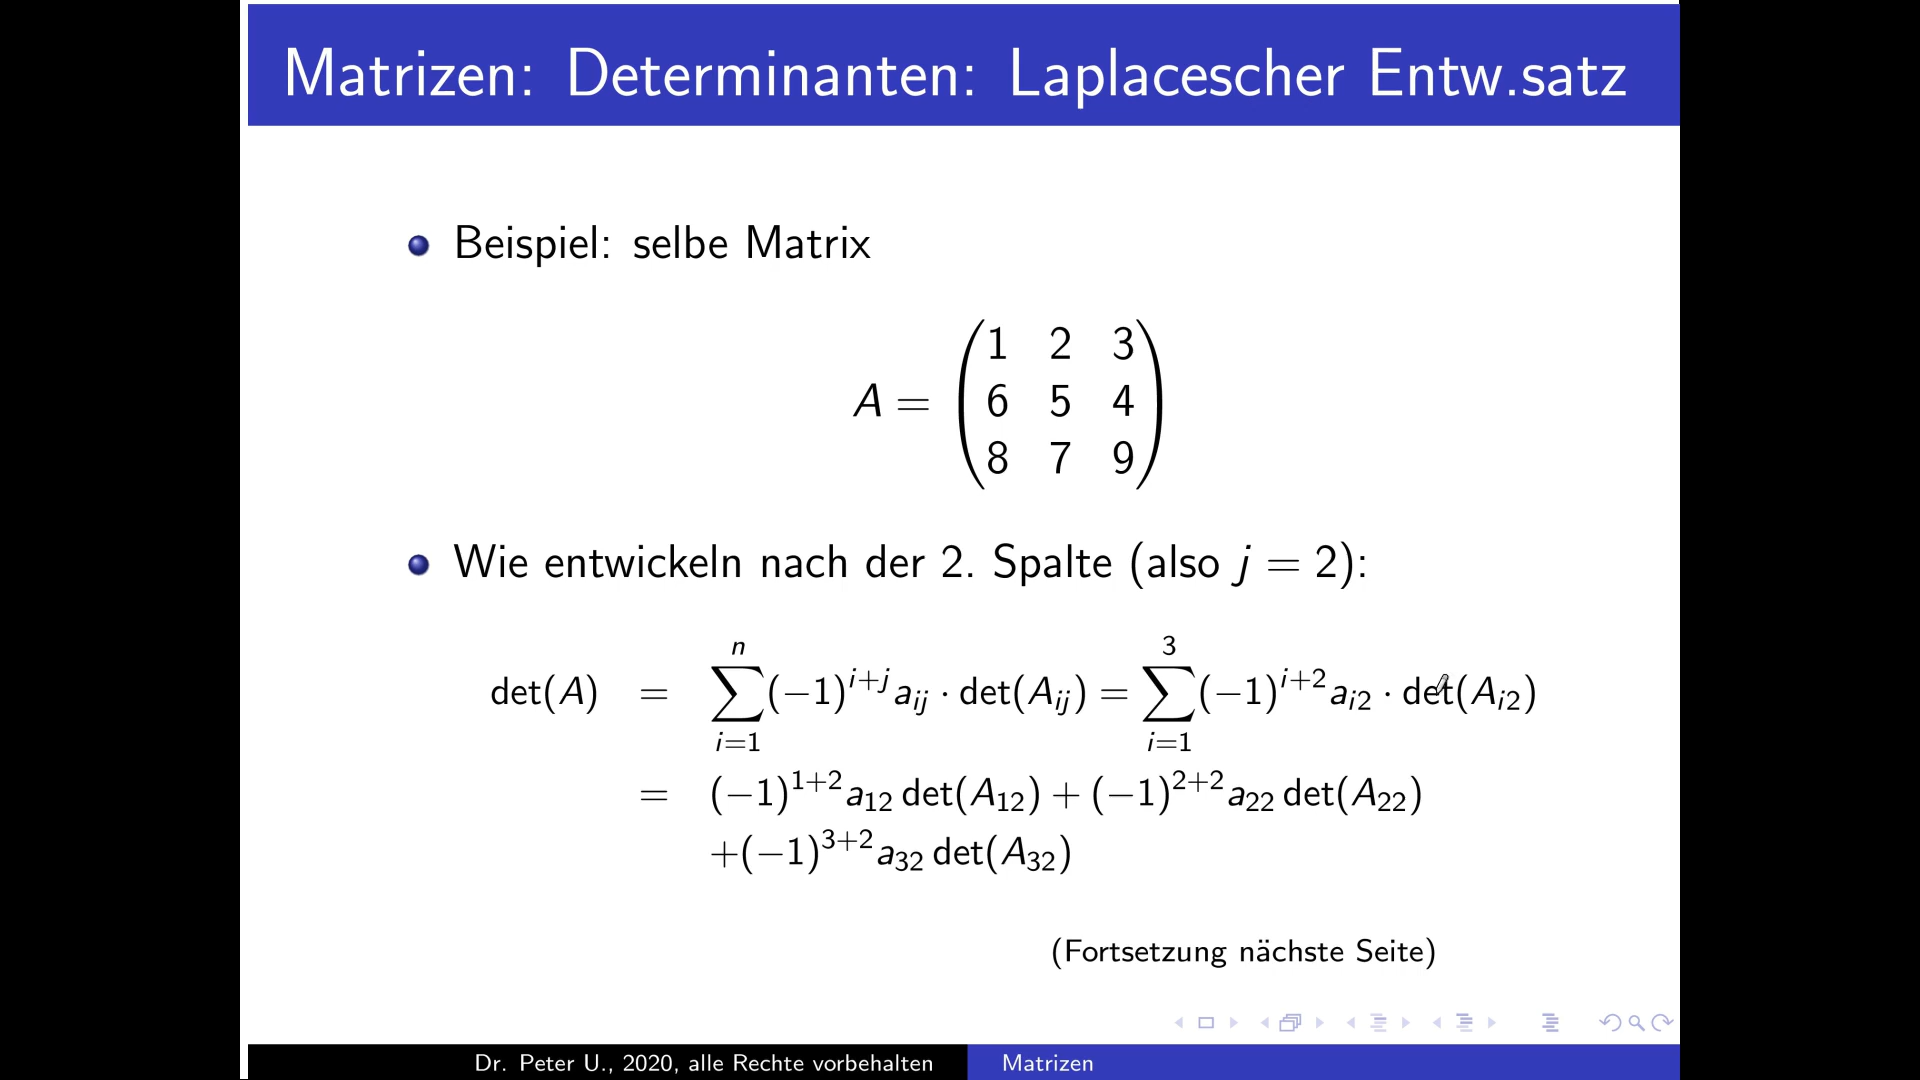 Matrizen: Determinanten: Laplacescher Entw.satz
Beispiel: selbe Matrix
1 2 3
A = 6 5 4
8 7 9
Wie entwickeln nach der 2. Spalte (also j = 2):
det(A) = ∑_{i=1}^{n} (−1)^{i+j} a_{ij} · det(A_{ij}) = ∑_{i=1}^{3} (−1)^{i+2} a_{i2} · det(A_{i2})
= (−1)^{1+2} a_{12} det(A_{12}) + (−1)^{2+2} a_{22} det(A_{22})
+(−1)^{3+2} a_{32} det(A_{32})
(Fortsetzung nächste Seite)
Dr. Peter U., 2020, alle Rechte vorbehalten Matrizen